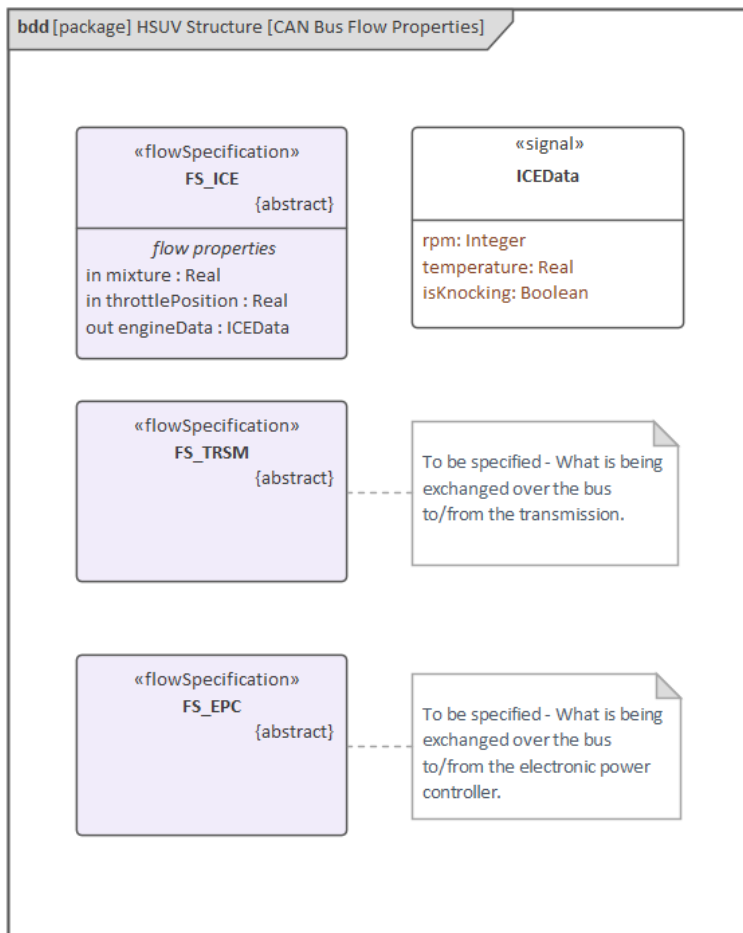 bdd [package] HSUV Structure [CAN Bus Flow Properties]
«flowSpecification»
FS_ICE
{abstract}
flow properties
in mixture : Real
in throttlePosition : Real
out engineData : ICEData
«signal»
ICEData
rpm: Integer
temperature: Real
isKnocking: Boolean
«flowSpecification»
FS_TRSM
{abstract}
To be specified - What is being
exchanged over the bus
to/from the transmission.
«flowSpecification»
FS_EPC
{abstract}
To be specified - What is being
exchanged over the bus
to/from the electronic power
controller.